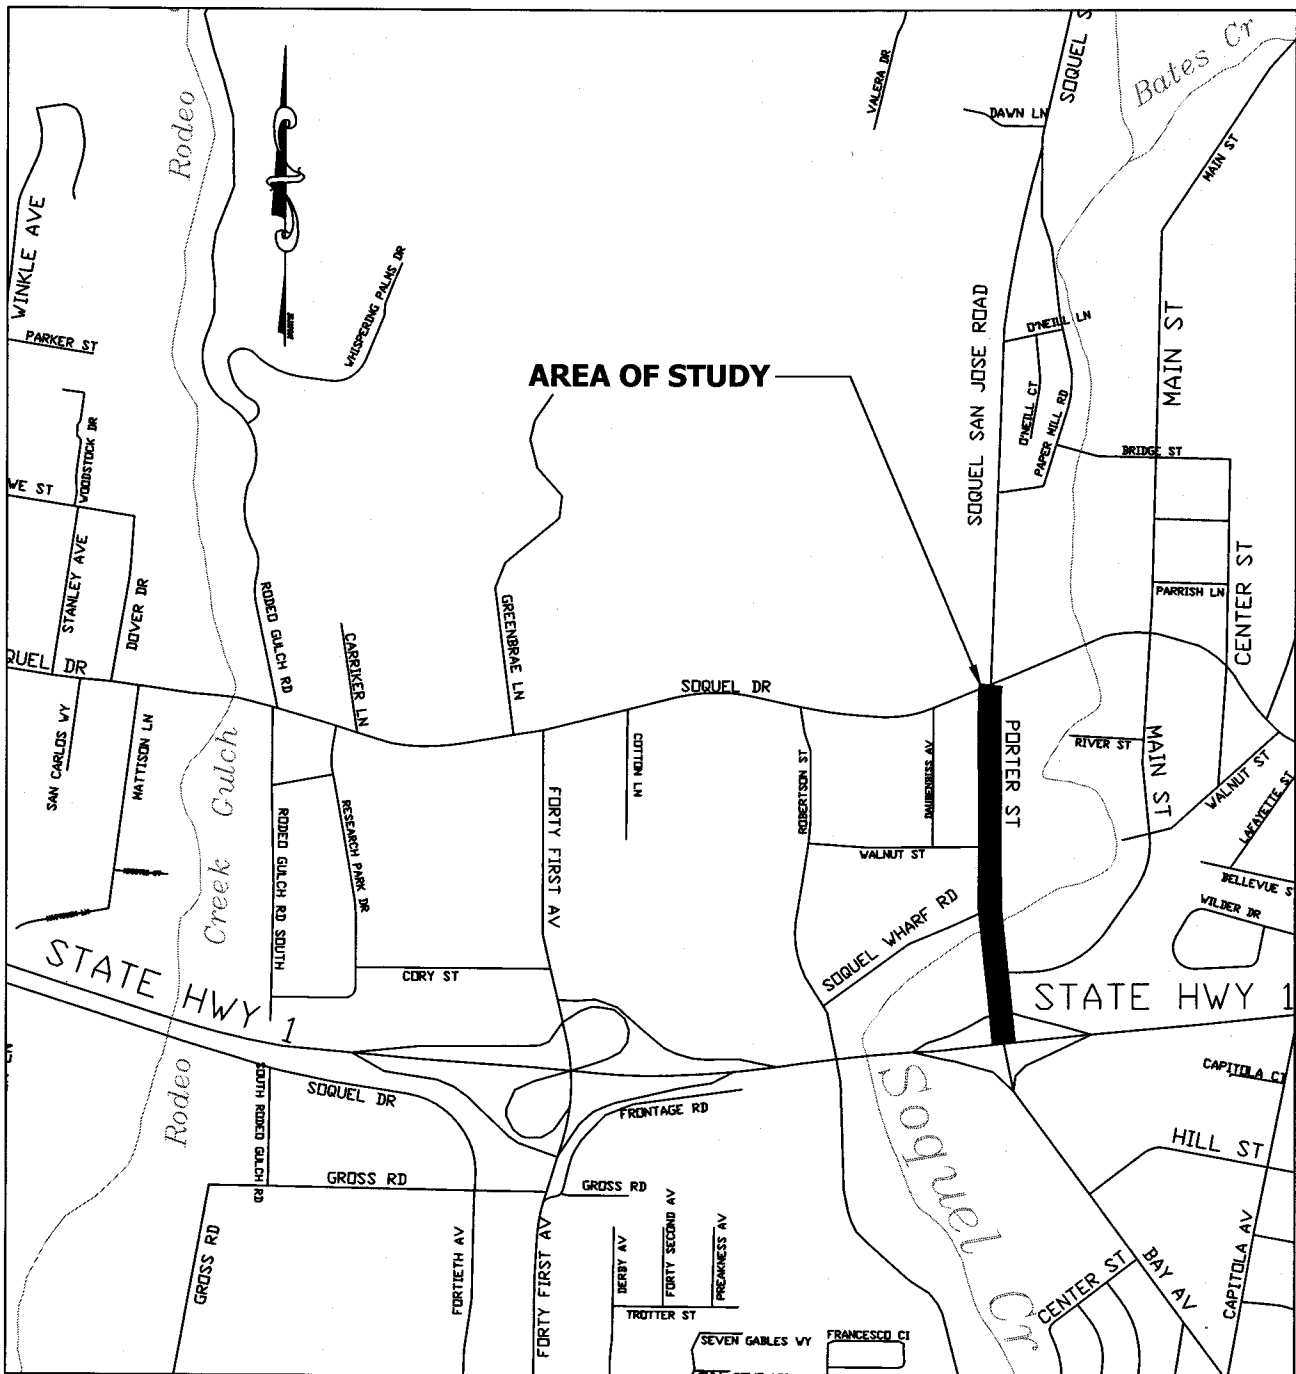 Rodeo
VALERA DR
SOQUEL S
Bates Cr
DAWN LN
MAIN ST
WINKLE AVE
PARKER ST
WHISPERING PALMS DR
SOQUEL SAN JOSE ROAD
O'NEILL LN
MAIN ST
AREA OF STUDY
O'NEILL CT
PAPER MILL RD
BRIDGE ST
WOODSTOCK DR
WE ST
STANLEY AVE
DOVER DR
RODEO GULCH RD
CARRIKER LN
GREENBRAE LN
PARRISH LN
CENTER ST
QUEL DR
SOQUEL DR
SAN CARLOS WY
MATTISON LN
Creek Gulch
COTTON LN
ROBERTSON ST
DAUBENBISS AV
PORTER ST
RIVER ST
MAIN ST
WALNUT ST
LAFAYETTE ST
RODEO GULCH RD SOUTH
RESEARCH PARK DR
FORTY FIRST AV
WALNUT ST
BELLEVUE S
WILDER DR
SOQUEL WHARF RD
STATE HWY 1
CORY ST
STATE HWY 1
Rodeo
SOUTH RODEO GULCH RD
SOQUEL DR
FRONTAGE RD
Soquel Cr
CAPITOLA CT
HILL ST
GROSS RD
GROSS RD
GROSS RD
FORTIETH AV
FORTY FIRST AV
DERBY AV
FORTY SECOND AV
PREAKNESS AV
TROTTER ST
CENTER ST
BAY AV
CAPITOLA AV
SEVEN GABLES WY
FRANCESCO CI